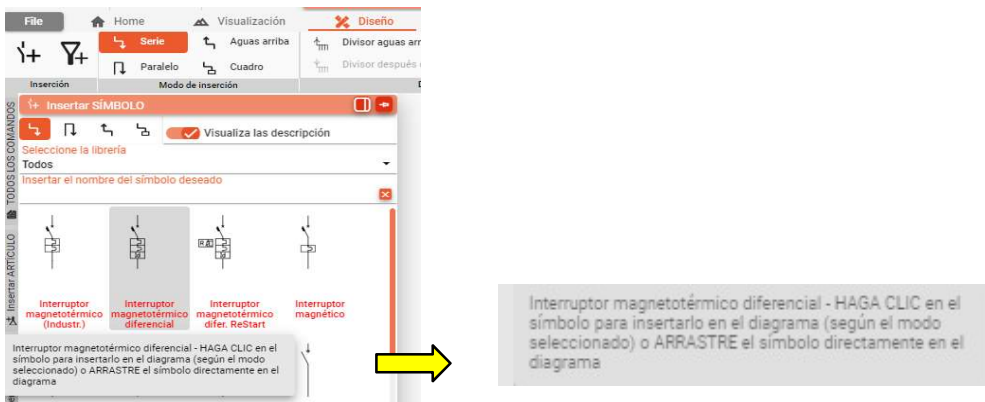 File
Home
Visualización
Diseño
Serie
Aguas arriba
Divisor aguas arr
Paralelo
Cuadro
Divisor después
Inserción
Modo de inserción
TODOS LOS COMANDOS
Insertar ARTICULO
Insertar SÍMBOLO
Visualiza las descripción
Seleccione la librería
Todos
Insertar el nombre del símbolo deseado
Interruptor
magnetotérmico
(Industr.)
Interruptor
magnetotérmico
diferencial
Interruptor
magnetotérmico
difer. ReStart
Interruptor
magnético
Interruptor magnetotérmico diferencial - HAGA CLIC en el
símbolo para insertarlo en el diagrama (según el modo
seleccionado) o ARRASTRE el símbolo directamente en el
diagrama
Interruptor magnetotérmico diferencial - HAGA CLIC en el
símbolo para insertarlo en el diagrama (según el modo
seleccionado) o ARRASTRE el símbolo directamente en el
diagrama